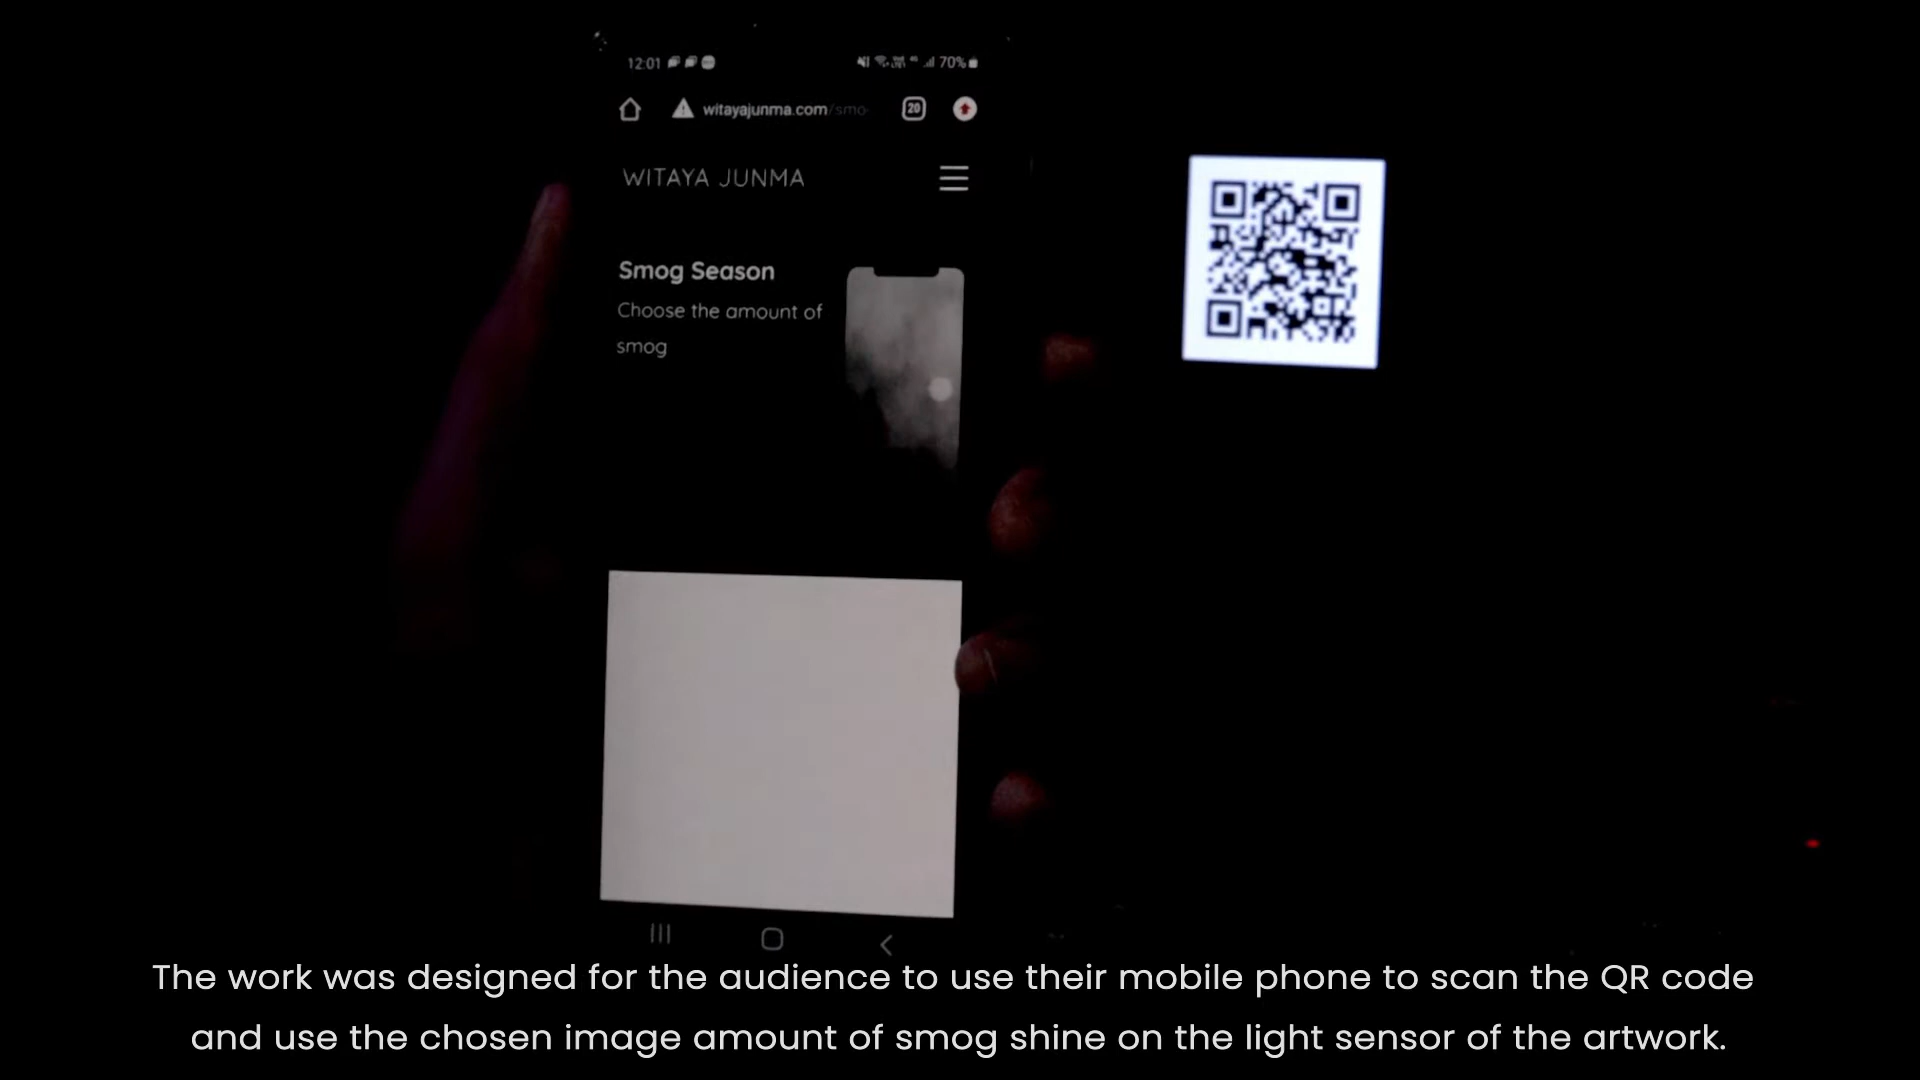 12:01
70%
witayajunma.com/smo
20
WITAYA JUNMA
Smog Season
Choose the amount of
smog
The work was designed for the audience to use their mobile phone to scan the QR code
and use the chosen image amount of smog shine on the light sensor of the artwork.